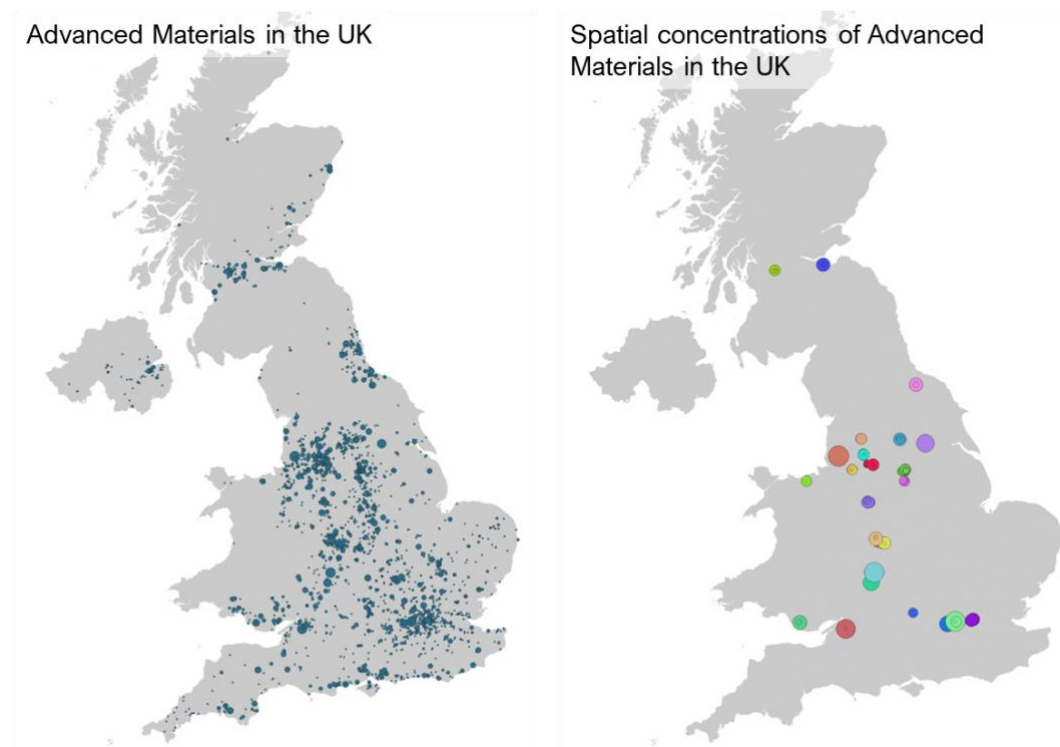 Advanced Materials in the UK
Spatial concentrations of Advanced
Materials in the UK